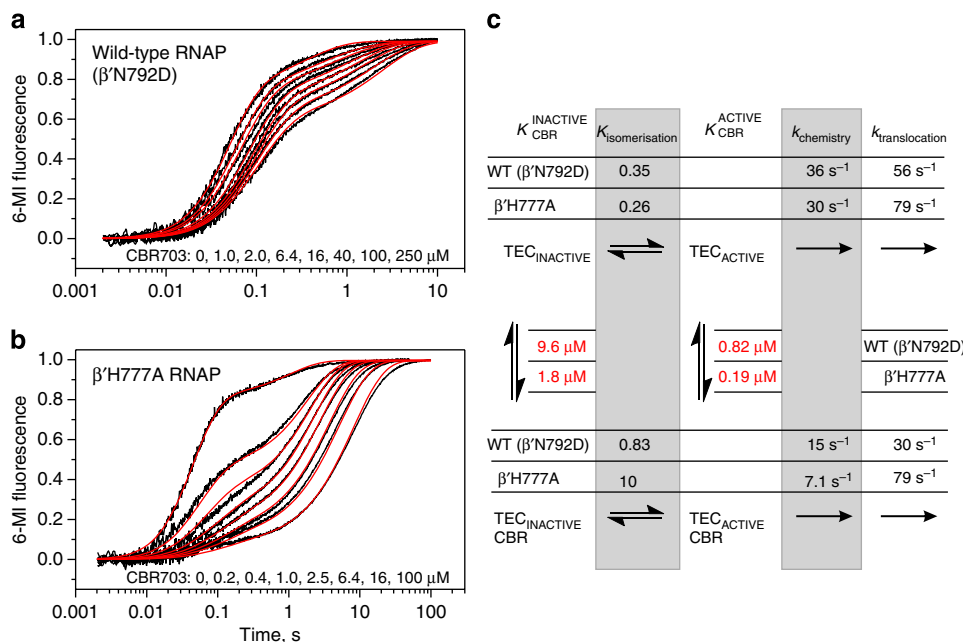 a
Wild-type RNAP
(β′N792D)
1.0
0.8
0.6
0.4
0.2
0.0
6-MI fluorescence
CBR703: 0, 1.0, 2.0, 6.4, 16, 40, 100, 250 μM
0.001 0.01 0.1 1 10
b
β′H777A RNAP
1.0
0.8
0.6
0.4
0.2
0.0
6-MI fluorescence
CBR703: 0, 0.2, 0.4, 1.0, 2.5, 6.4, 16, 100 μM
0.001 0.01 0.1 1 10 100
Time, s
c
K CBR INACTIVE K isomerisation K CBR ACTIVE k chemistry k translocation
WT (β′N792D) 0.35 36 s–1 56 s–1
β′H777A 0.26 30 s–1 79 s–1
TEC INACTIVE TEC ACTIVE
9.6 μM 0.82 μM WT (β′N792D)
1.8 μM 0.19 μM β′H777A
WT (β′N792D) 0.83 15 s–1 30 s–1
β′H777A 10 7.1 s–1 79 s–1
TEC INACTIVE TEC ACTIVE
CBR CBR